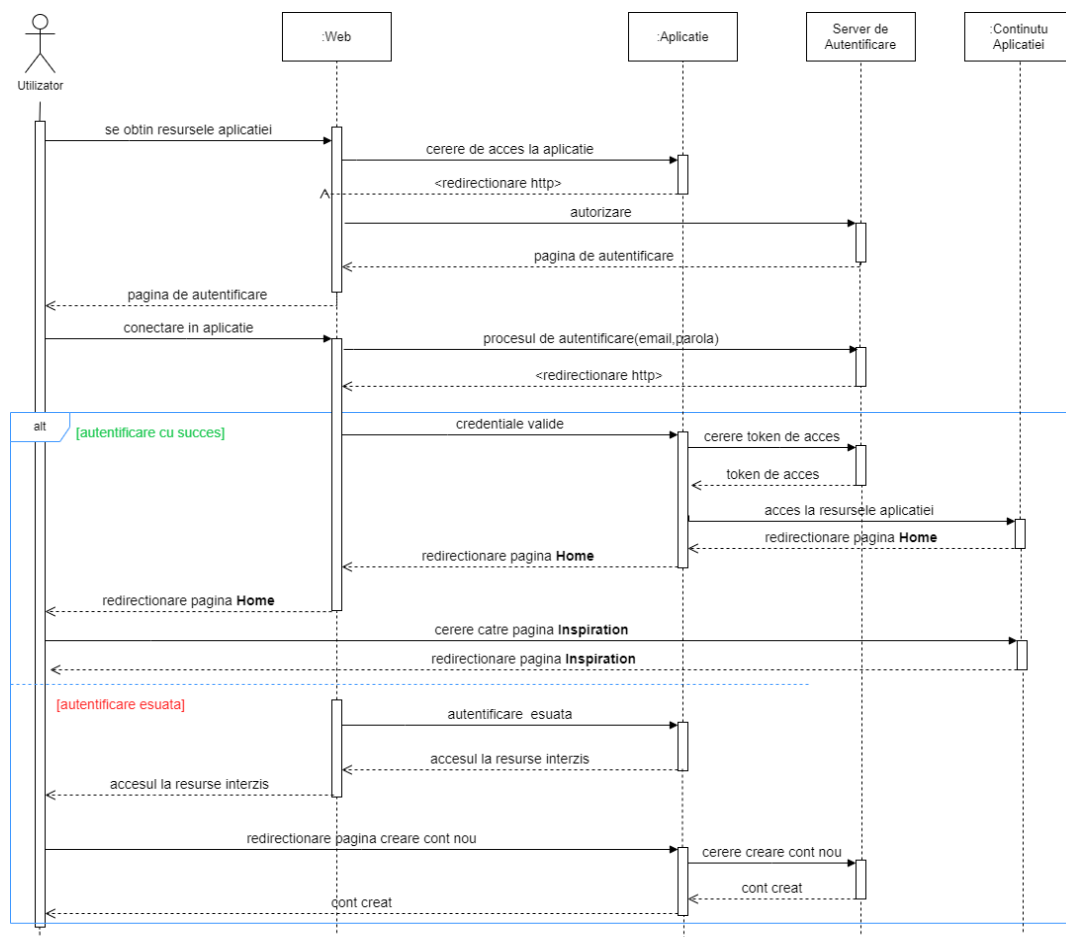 :Web
:Aplicatie
Server de
Autentificare
:Continutu
Aplicatiei
Utilizator
se obtin resursele aplicatiei
cerere de acces la aplicatie
<redirectionare http>
autorizare
pagina de autentificare
pagina de autentificare
conectare in aplicatie
procesul de autentificare(email,parola)
<redirectionare http>
alt
[autentificare cu succes]
credentiale valide
cerere token de acces
token de acces
acces la resursele aplicatiei
redirectionare pagina Home
redirectionare pagina Home
redirectionare pagina Home
cerere catre pagina Inspiration
redirectionare pagina Inspiration
[autentificare esuata]
autentificare esuata
accesul la resurse interzis
accesul la resurse interzis
redirectionare pagina creare cont nou
cerere creare cont nou
cont creat
cont creat